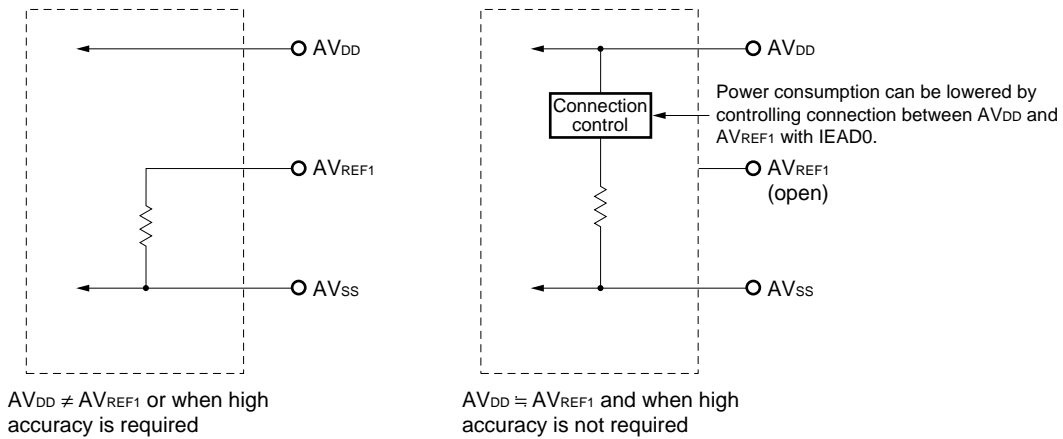 AVDD
AVREF1
AVSS
AVDD ≠ AVREF1 or when high
accuracy is required
AVDD
Connection
control
Power consumption can be lowered by
controlling connection between AVDD and
AVREF1 with IEAD0.
AVREF1
(open)
AVSS
AVDD ≒ AVREF1 and when high
accuracy is not required